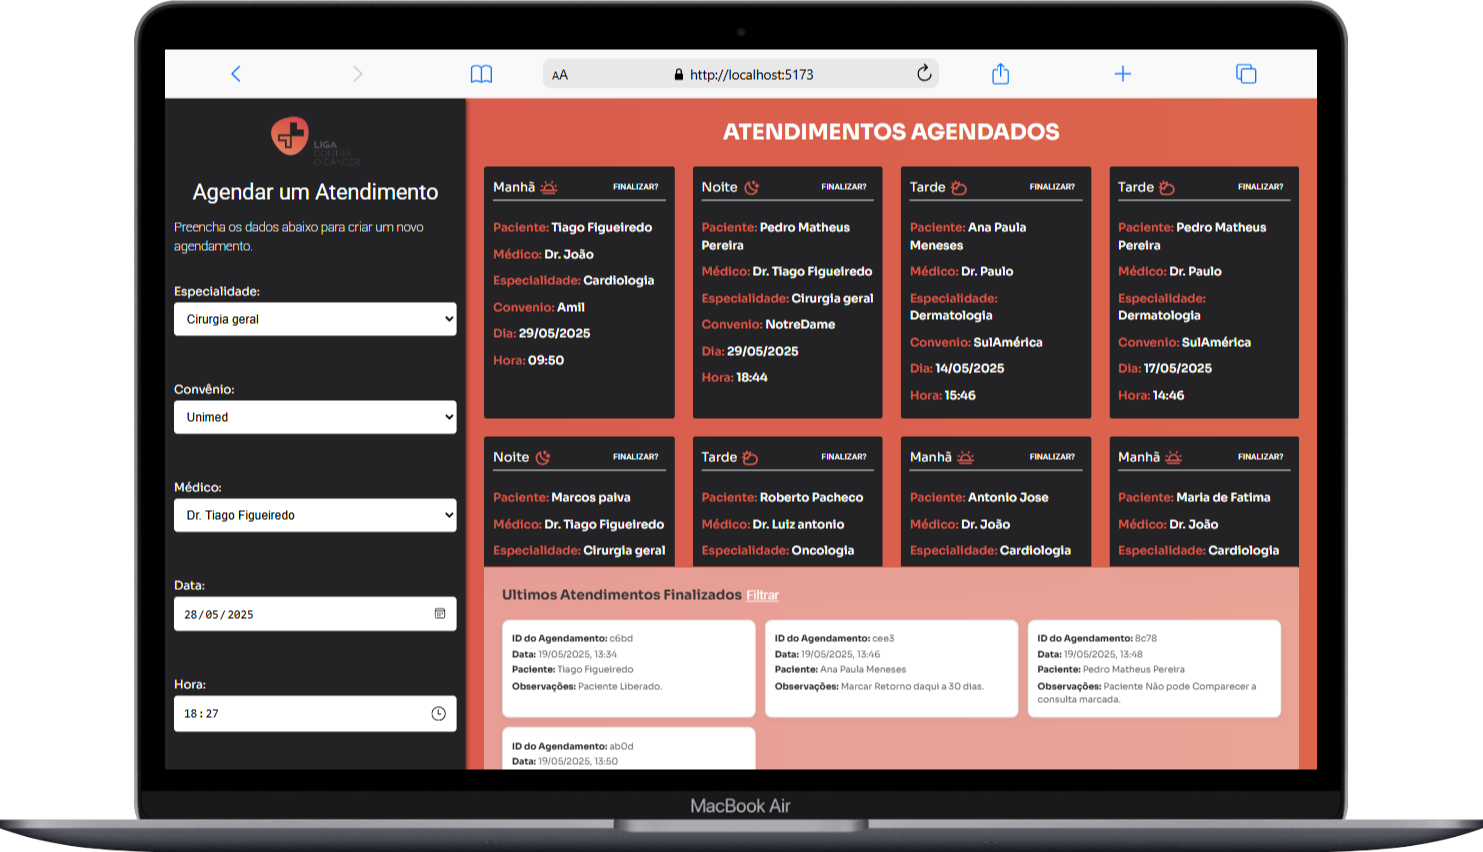 AA
http://localhost:5173
LIGA
CONTRA
O CÂNCER
Agendar um Atendimento
Preencha os dados abaixo para criar um novo
agendamento.
Especialidade:
Cirurgia geral
Convênio:
Unimed
Médico:
Dr. Tiago Figueiredo
Data:
28/05/2025
Hora:
18:27
ATENDIMENTOS AGENDADOS
Manhã FINALIZAR?
Paciente: Tiago Figueiredo
Médico: Dr. João
Especialidade: Cardiologia
Convenio: Amil
Dia: 29/05/2025
Hora: 09:50
Noite FINALIZAR?
Paciente: Pedro Matheus
Pereira
Médico: Dr. Tiago Figueiredo
Especialidade: Cirurgia geral
Convenio: NotreDame
Dia: 29/05/2025
Hora: 18:44
Tarde FINALIZAR?
Paciente: Ana Paula
Meneses
Médico: Dr. Paulo
Especialidade:
Dermatologia
Convenio: SulAmérica
Dia: 14/05/2025
Hora: 15:46
Tarde FINALIZAR?
Paciente: Pedro Matheus
Pereira
Médico: Dr. Paulo
Especialidade:
Dermatologia
Convenio: SulAmérica
Dia: 17/05/2025
Hora: 14:46
Noite FINALIZAR?
Paciente: Marcos paiva
Médico: Dr. Tiago Figueiredo
Especialidade: Cirurgia geral
Tarde FINALIZAR?
Paciente: Roberto Pacheco
Médico: Dr. Luiz antonio
Especialidade: Oncologia
Manhã FINALIZAR?
Paciente: Antonio Jose
Médico: Dr. João
Especialidade: Cardiologia
Manhã FINALIZAR?
Paciente: Maria de Fatima
Médico: Dr. João
Especialidade: Cardiologia
Ultimos Atendimentos Finalizados Filtrar
ID do Agendamento: c6bd
Data: 19/05/2025, 13:34
Paciente: Tiago Figueiredo
Observações: Paciente Liberado.
ID do Agendamento: cee3
Data: 19/05/2025, 13:46
Paciente: Ana Paula Meneses
Observações: Marcar Retorno daqui a 30 dias.
ID do Agendamento: 8c78
Data: 19/05/2025, 13:48
Paciente: Pedro Matheus Pereira
Observações: Paciente Não pode Comparecer a
consulta marcada.
ID do Agendamento: ab0d
Data: 19/05/2025, 13:50
MacBook Air